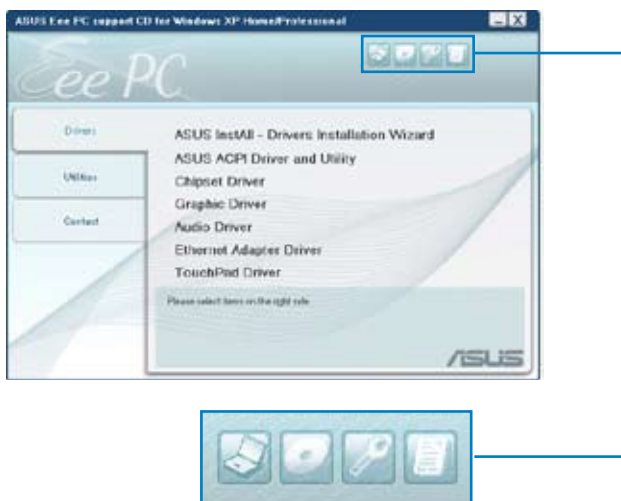 ASUS Eee PC support CD for Windows XP Home/Professional
Eee PC
Drivers
Utilities
Contact
ASUS InstAll - Drivers Installation Wizard
ASUS ACPI Driver and Utility
Chipset Driver
Graphic Driver
Audio Driver
Ethernet Adapter Driver
TouchPad Driver
Please select items on the right side
ASUS